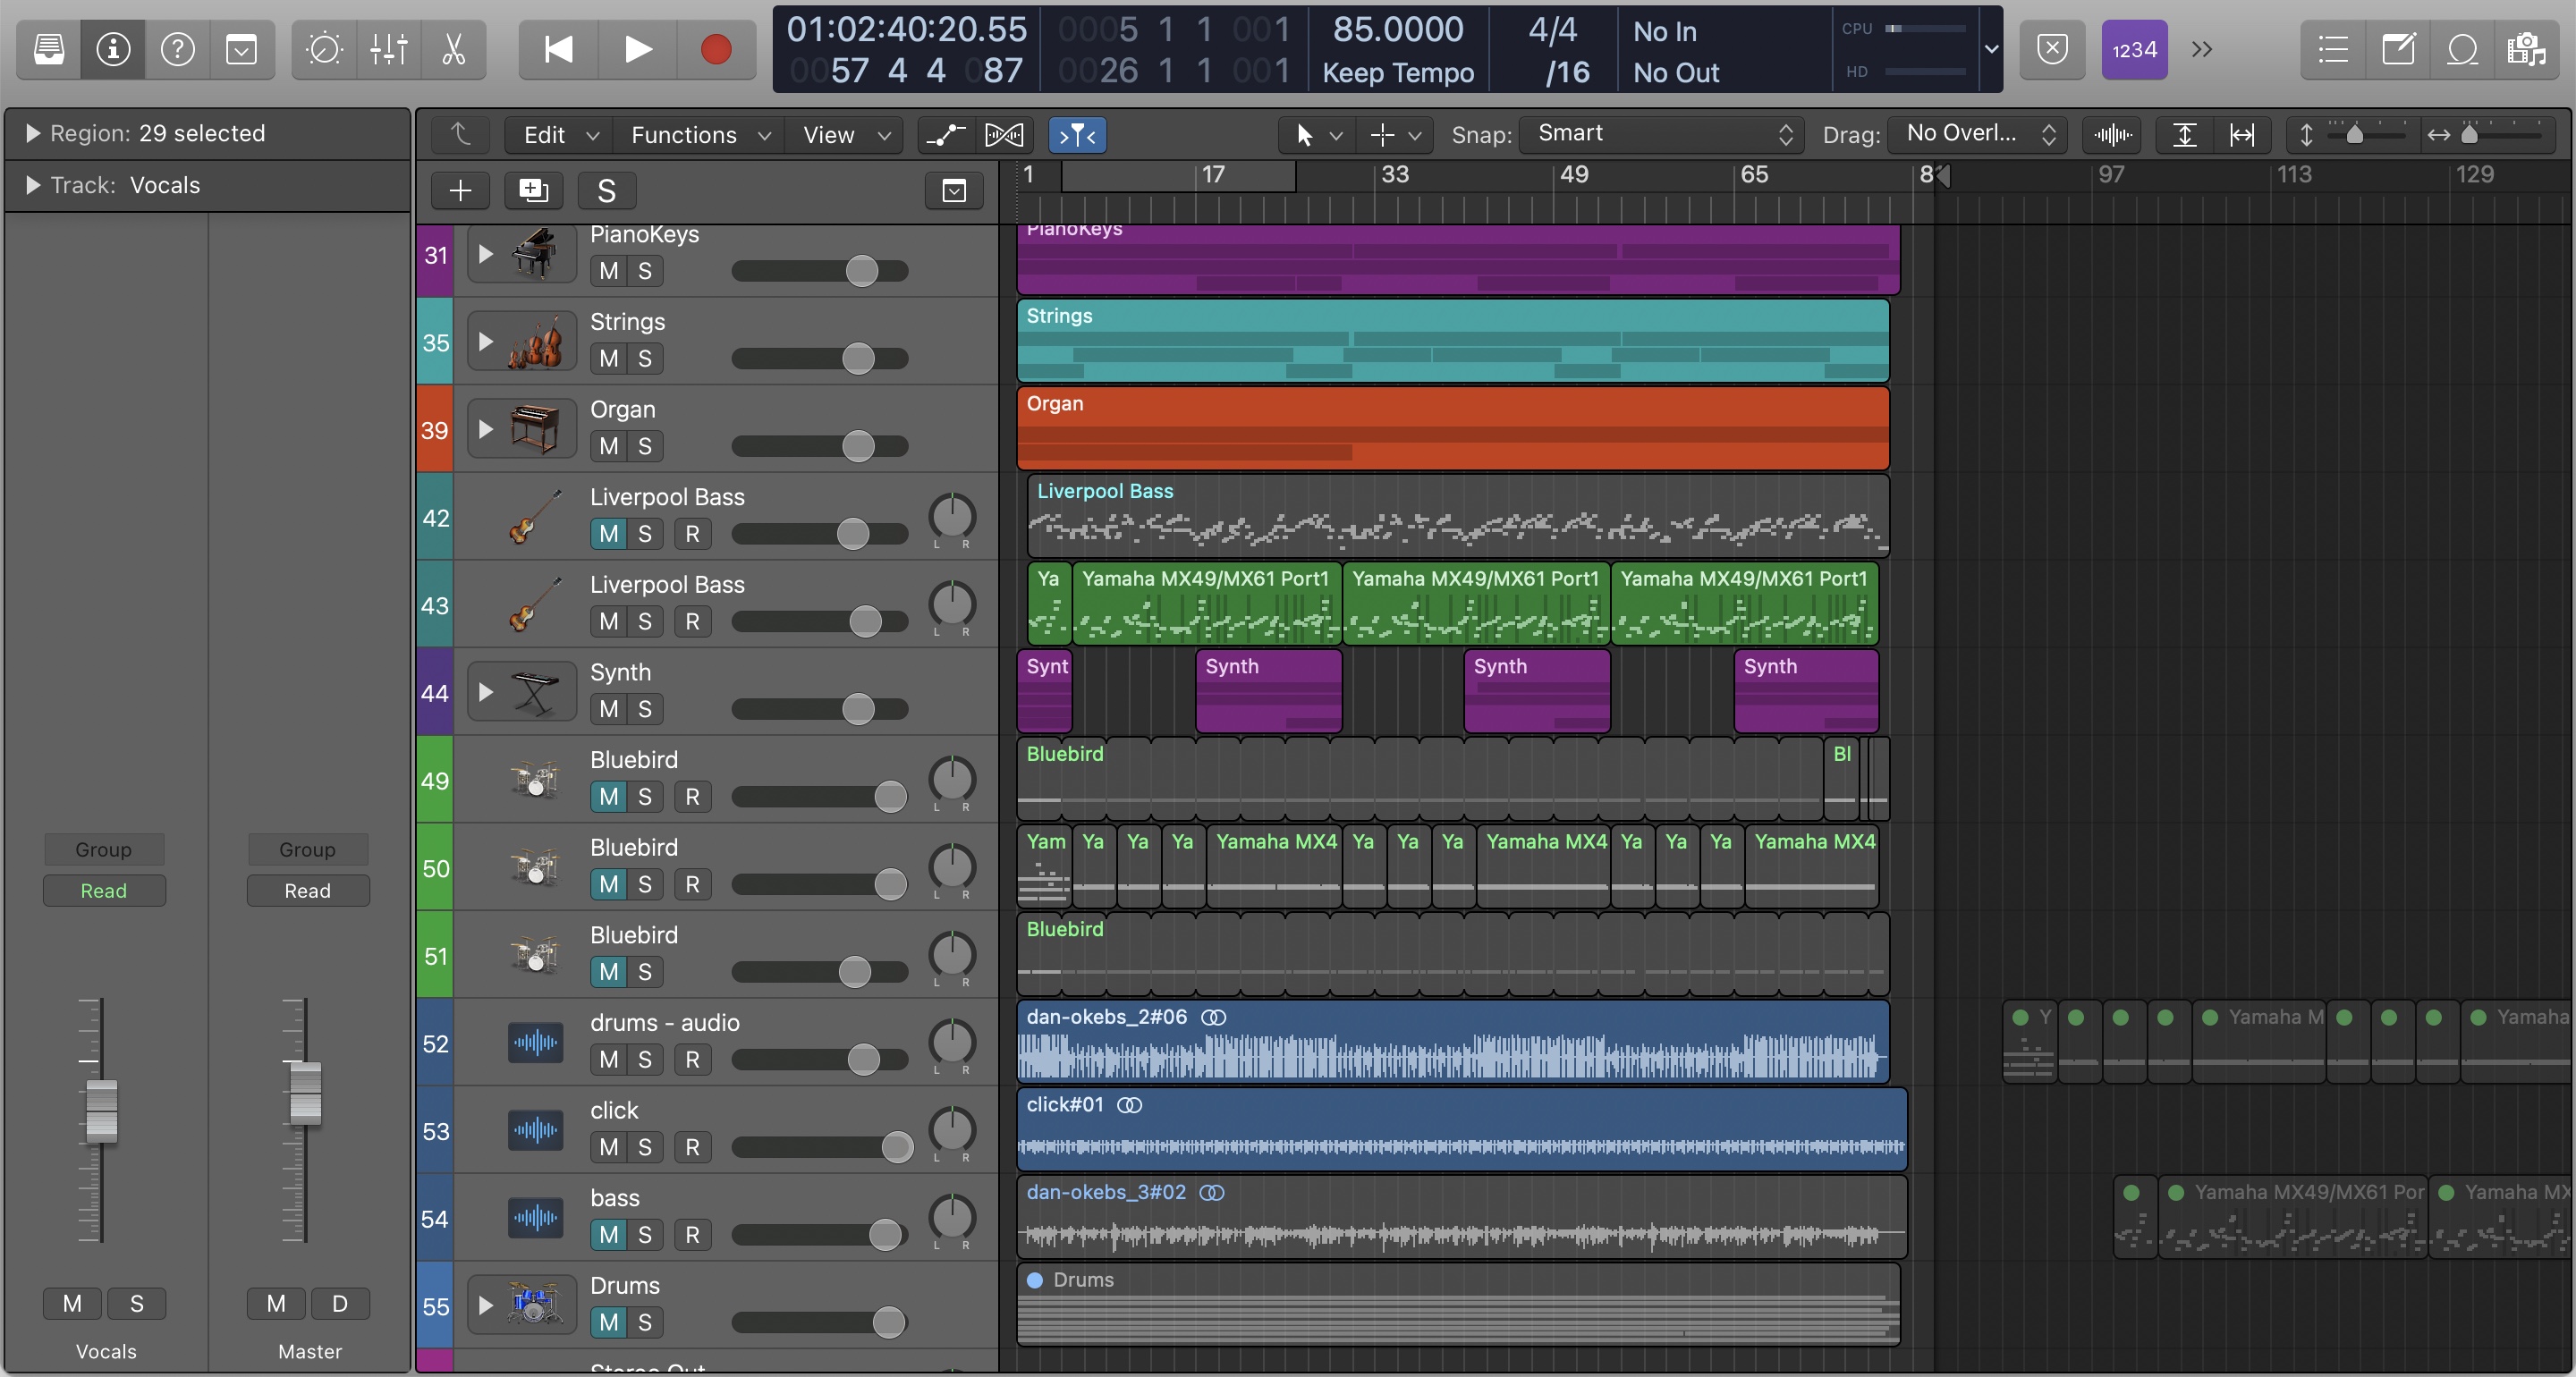 01:02:40:20.55
0057 4 4 087
0005 1 1 001
0026 1 1 001
85.0000
Keep Tempo
4/4
/16
No In
No Out
CPU
HD
1234
Region: 29 selected
Track: Vocals
Edit
Functions
View
Snap: Smart
Drag: No Overl...
S
1 17 33 49 65 8 97 113 129
31 PianoKeys
M S
PianoKeys
35 Strings
M S
Strings
39 Organ
M S
Organ
42 Liverpool Bass
M S R
L R
Liverpool Bass
43 Liverpool Bass
M S R
L R
Ya
Yamaha MX49/MX61 Port1
Yamaha MX49/MX61 Port1
Yamaha MX49/MX61 Port1
44 Synth
M S
Synt
Synth
Synth
Synth
49 Bluebird
M S R
L R
Bluebird
Bl
50 Bluebird
M S R
L R
Yam Ya Ya Ya Yamaha MX4 Ya Ya Ya Yamaha MX4 Ya Ya Ya Yamaha MX4
51 Bluebird
M S
L R
Bluebird
52 drums - audio
M S R
L R
dan-okebs_2#06
Y Yamaha M Yamaha
53 click
M S R
L R
click#01
54 bass
M S R
L R
dan-okebs_3#02
Yamaha MX49/MX61 Por
Yamaha MX
55 Drums
M S
Drums
Group
Read
M S
Vocals
Group
Read
M D
Master